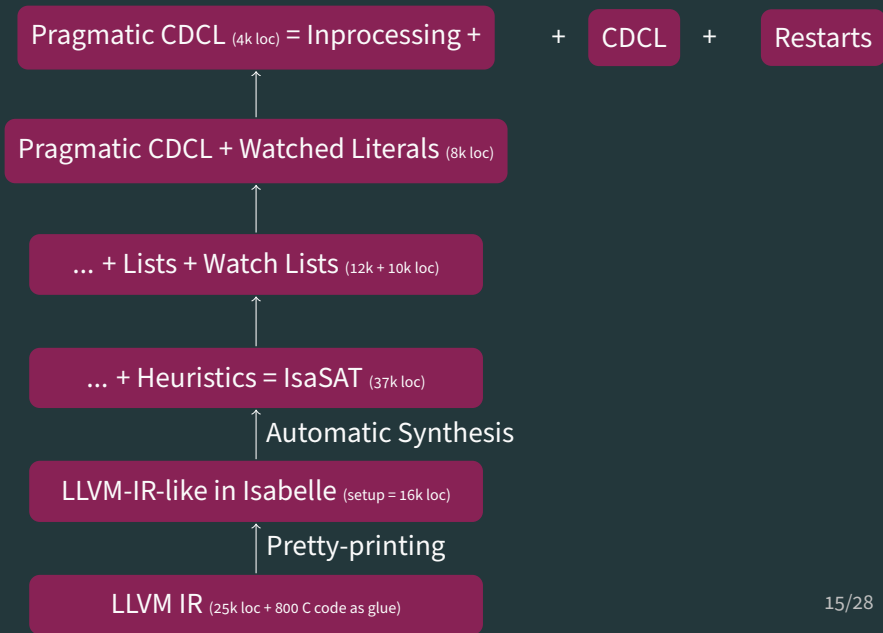 Pragmatic CDCL (4k loc) = Inprocessing + + CDCL + Restarts
Pragmatic CDCL + Watched Literals (8k loc)
... + Lists + Watch Lists (12k + 10k loc)
... + Heuristics = IsaSAT (37k loc)
Automatic Synthesis
LLVM-IR-like in Isabelle (setup = 16k loc)
Pretty-printing
LLVM IR (25k loc + 800 C code as glue)
15/28